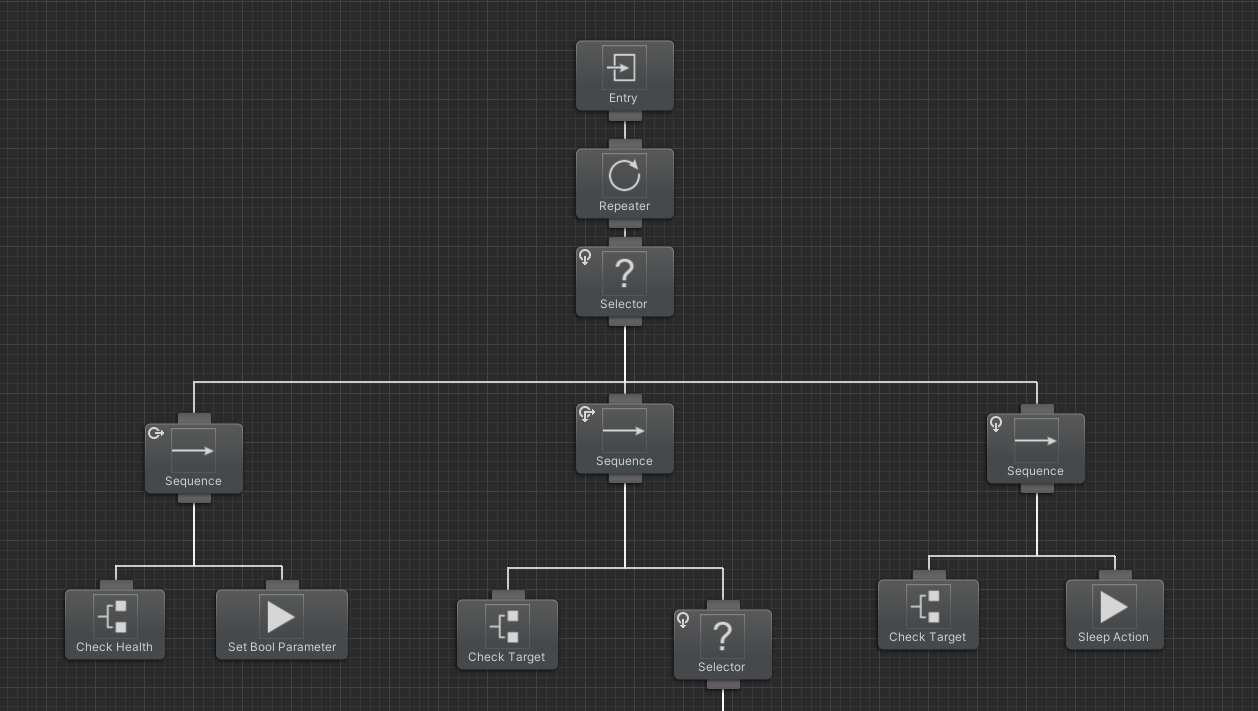 Entry
Repeater
?
Selector
Sequence
Sequence
Sequence
Check Health
Set Bool Parameter
Check Target
?
Selector
Check Target
Sleep Action